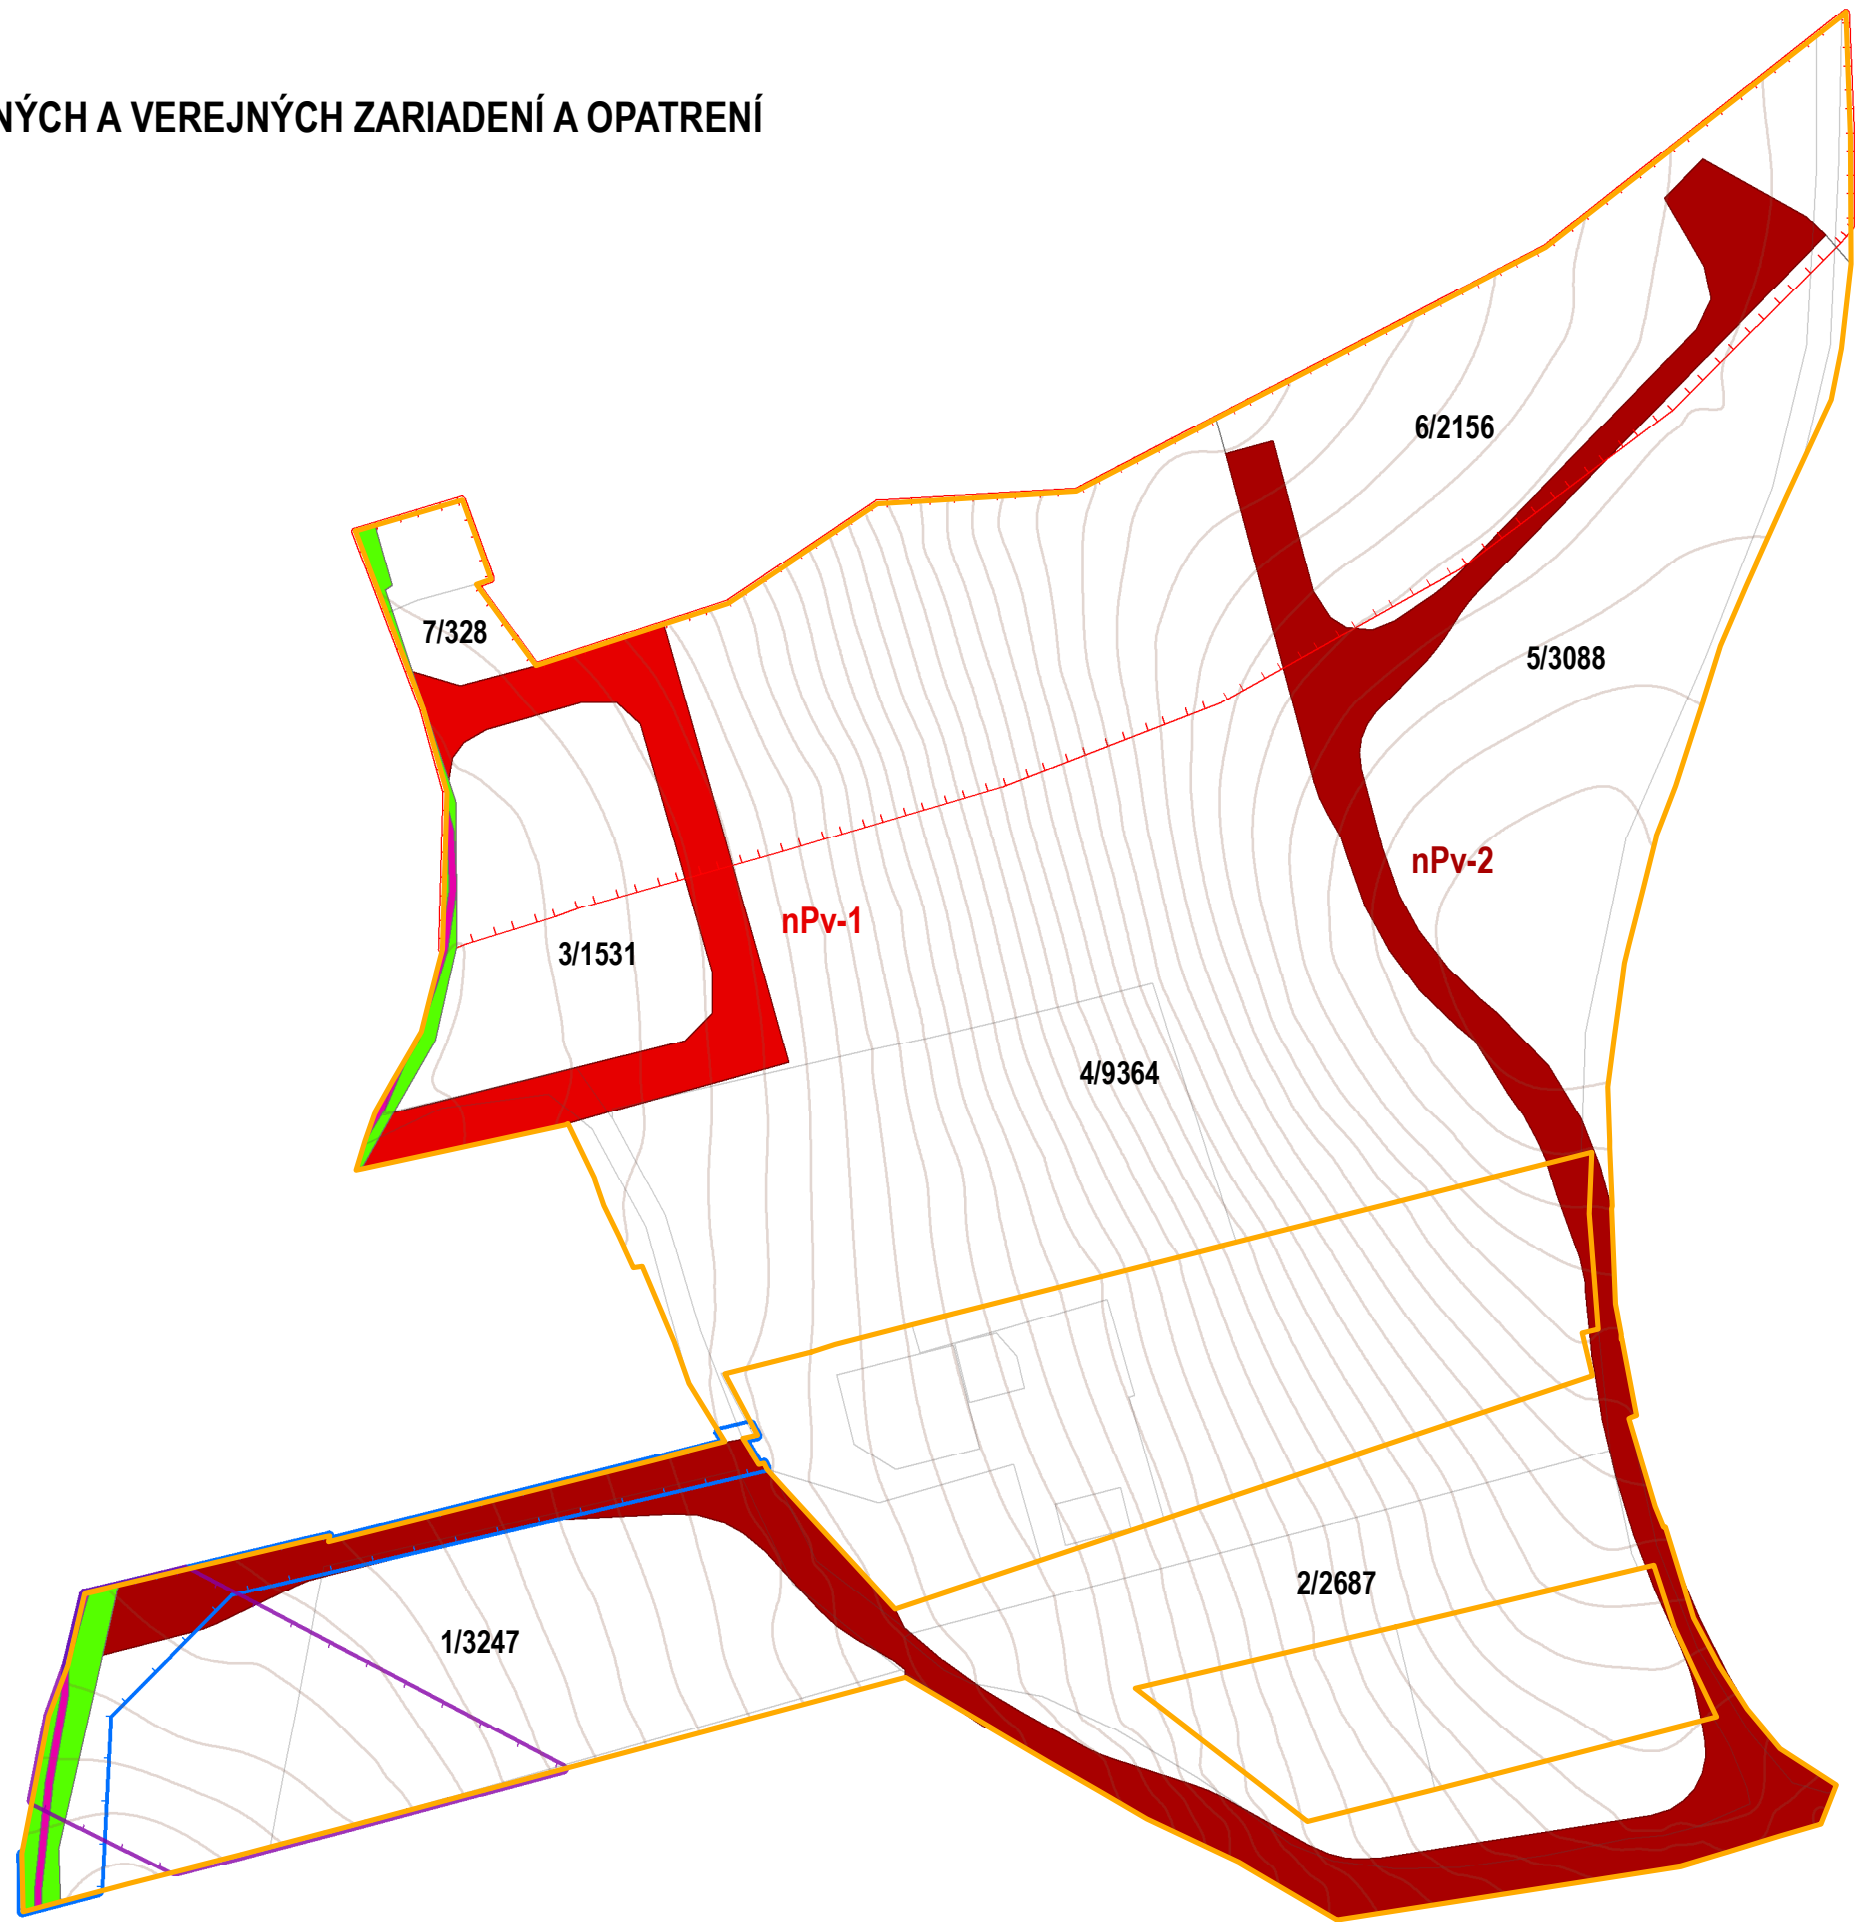 NÝCH A VEREJNÝCH ZARIADENÍ A OPATRENÍ
6/2156
7/328
5/3088
nPv-2
nPv-1
3/1531
4/9364
2/2687
1/3247